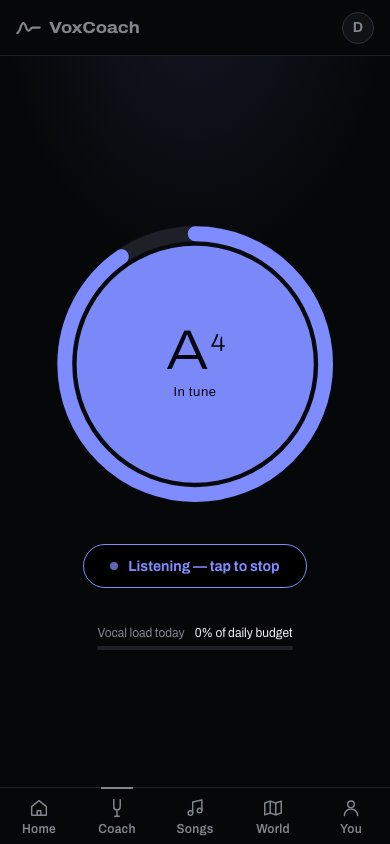 VoxCoach
D
A4
In tune
Listening — tap to stop
Vocal load today 0% of daily budget
Home Coach Songs World You